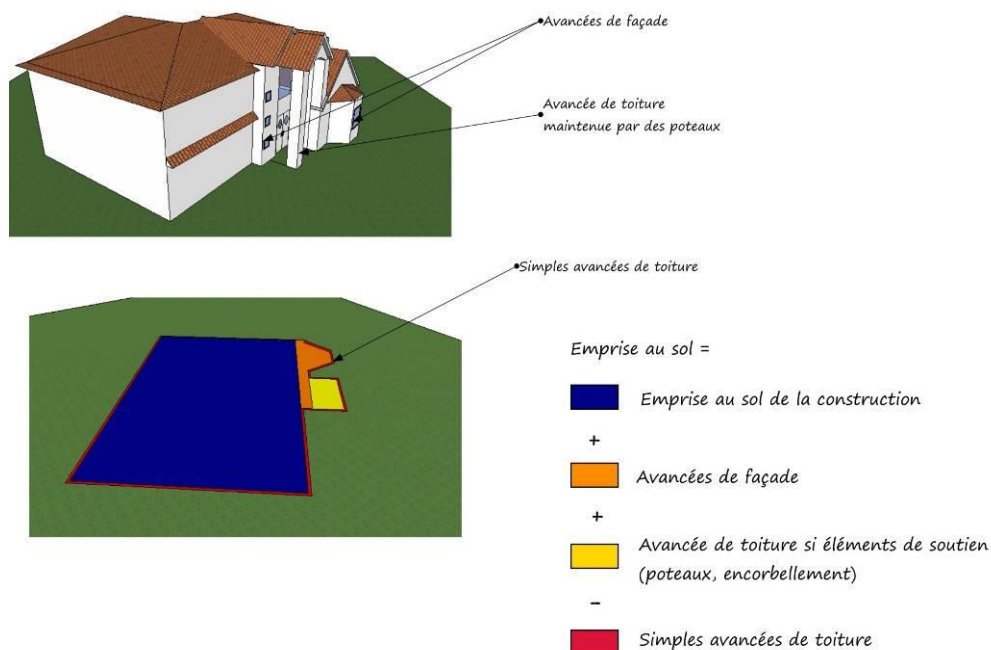 Avancées de façade
Avancée de toiture
maintenue par des poteaux
Simples avancées de toiture
Emprise au sol =
Emprise au sol de la construction
+
Avancées de façade
+
Avancée de toiture si éléments de soutien
(poteaux, encorbellement)
-
Simples avancées de toiture